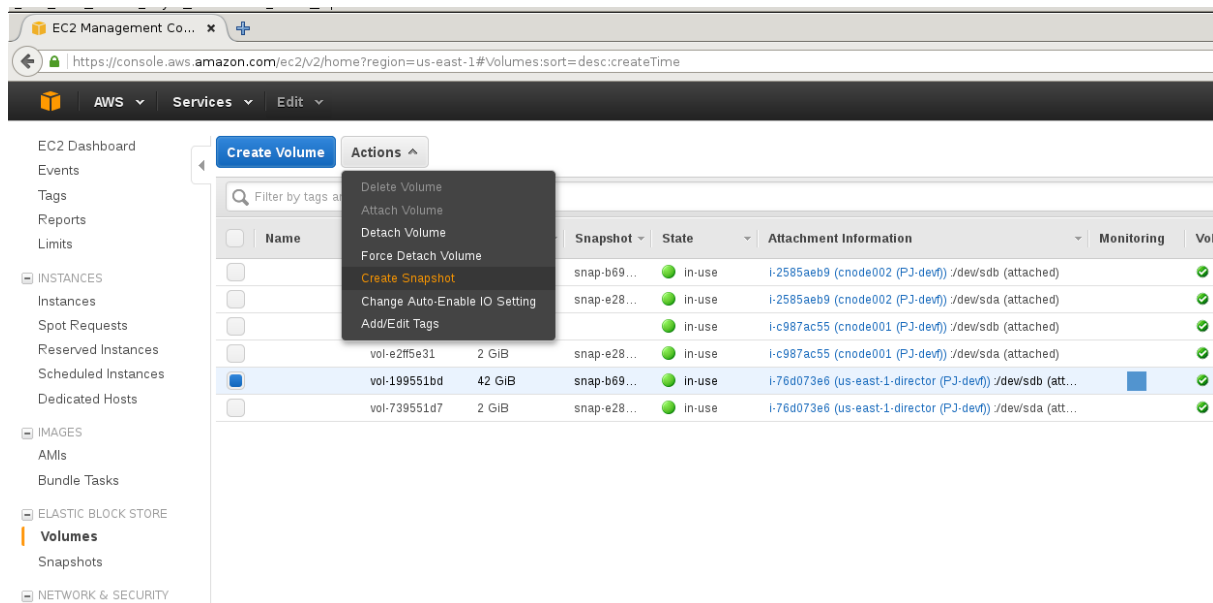 EC2 Management Co...
https://console.aws.amazon.com/ec2/v2/home?region=us-east-1#Volumes:sort=desc:createTime
AWS Services Edit
EC2 Dashboard
Events
Tags
Reports
Limits
INSTANCES
Instances
Spot Requests
Reserved Instances
Scheduled Instances
Dedicated Hosts
IMAGES
AMIs
Bundle Tasks
ELASTIC BLOCK STORE
Volumes
Snapshots
NETWORK & SECURITY
Create Volume Actions
Filter by tags
Delete Volume
Attach Volume
Detach Volume
Force Detach Volume
Create Snapshot
Change Auto-Enable IO Setting
Add/Edit Tags
Name Snapshot State Attachment Information Monitoring
snap-b69... in-use i-2585aeb9 (cnode002 (PJ-devf)):/dev/sdb (attached)
snap-e28... in-use i-2585aeb9 (cnode002 (PJ-devf)):/dev/sda (attached)
in-use i-c987ac55 (cnode001 (PJ-devf)):/dev/sdb (attached)
vol-e2ff5e31 2 GiB snap-e28... in-use i-c987ac55 (cnode001 (PJ-devf)):/dev/sda (attached)
vol-199551bd 42 GiB snap-b69... in-use i-76d073e6 (us-east-1-director (PJ-devf)):/dev/sdb (att...
vol-739551d7 2 GiB snap-e28... in-use i-76d073e6 (us-east-1-director (PJ-devf)):/dev/sda (att...